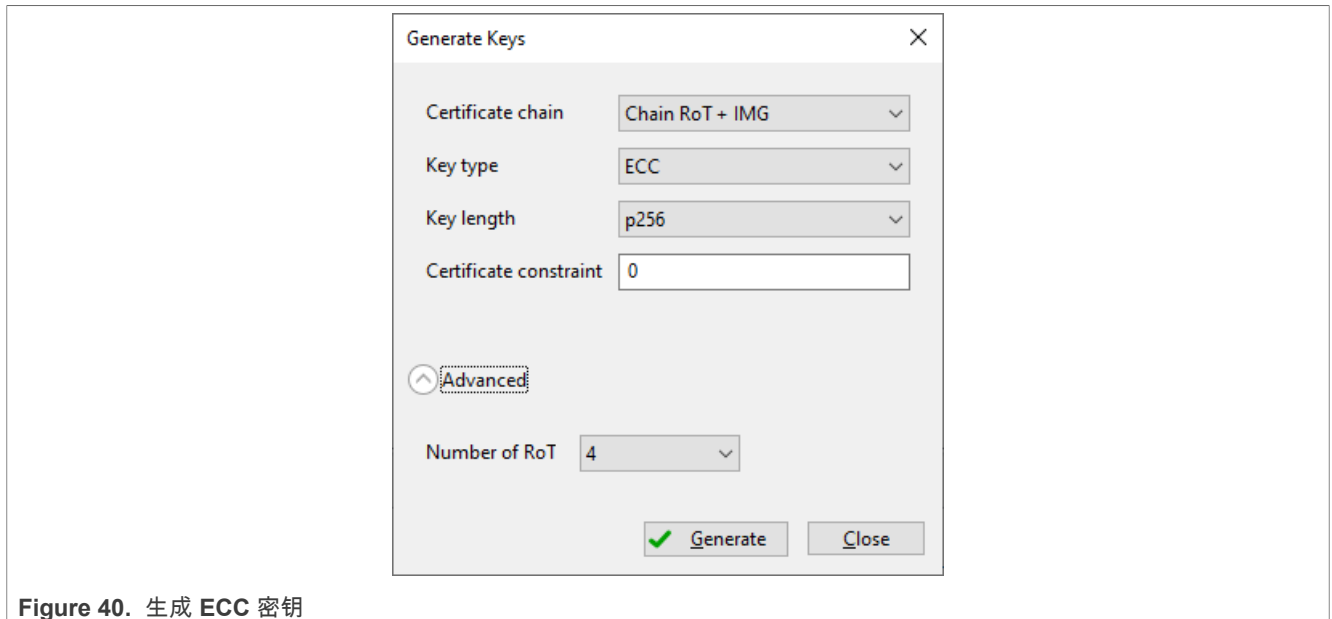 Generate Keys
Certificate chain Chain RoT + IMG
Key type ECC
Key length p256
Certificate constraint 0
Advanced
Number of RoT 4
Generate Close
Figure 40. 生成 ECC 密钥